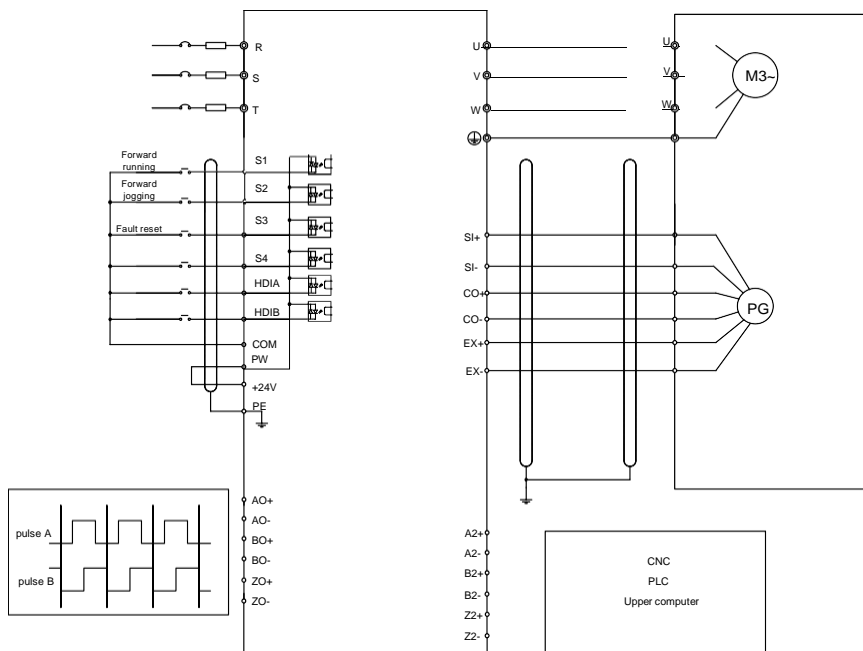 R
S
T
U
V
W
U
V
W
M3~
Forward
running
Forward
jogging
Fault reset
S1
S2
S3
S4
HDIA
HDIB
COM
PW
+24V
PE
SI+
SI-
CO+
CO-
EX+
EX-
PG
pulse A
pulse B
AO+
AO-
BO+
BO-
ZO+
ZO-
A2+
A2-
B2+
B2-
Z2+
Z2-
CNC
PLC
Upper computer